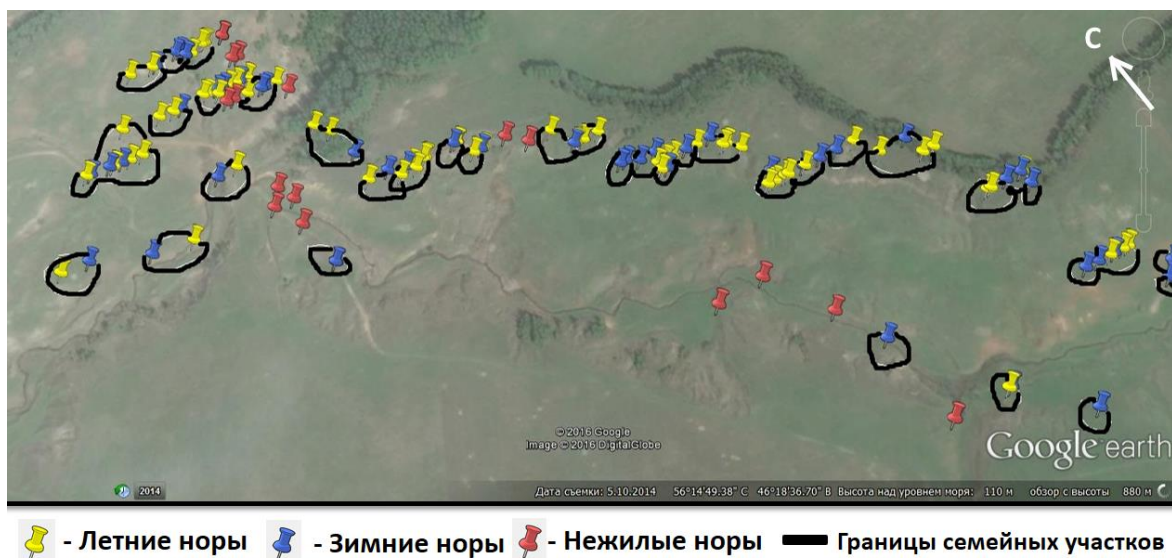 С
© 2016 Google
Image © 2016 DigitalGlobe
Google earth
2014
Дата съемки: 5.10.2014 56°14'49.38" С 46°18'36.70" В Высота над уровнем моря: 110 м обзор с высоты 880 м
- Летние норы - Зимние норы - Нежилые норы Границы семейных участков